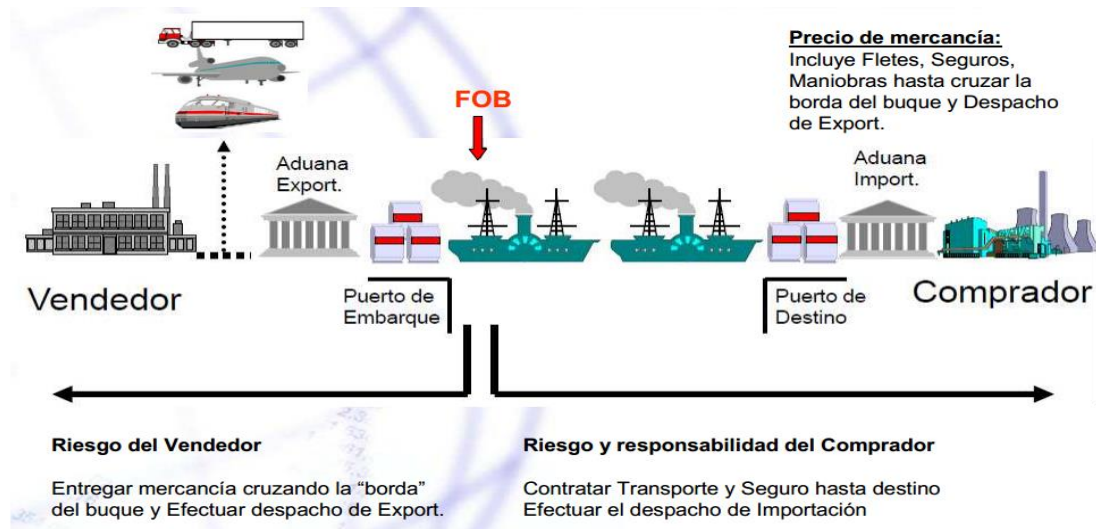 Precio de mercancía:
Incluye Fletes, Seguros,
Maniobras hasta cruzar la
borda del buque y Despacho
de Export.
FOB
Aduana
Export.
Aduana
Import.
Vendedor
Puerto de
Embarque
Puerto de
Destino
Comprador
Riesgo del Vendedor
Entregar mercancía cruzando la “borda”
del buque y Efectuar despacho de Export.
Riesgo y responsabilidad del Comprador
Contratar Transporte y Seguro hasta destino
Efectuar el despacho de Importación